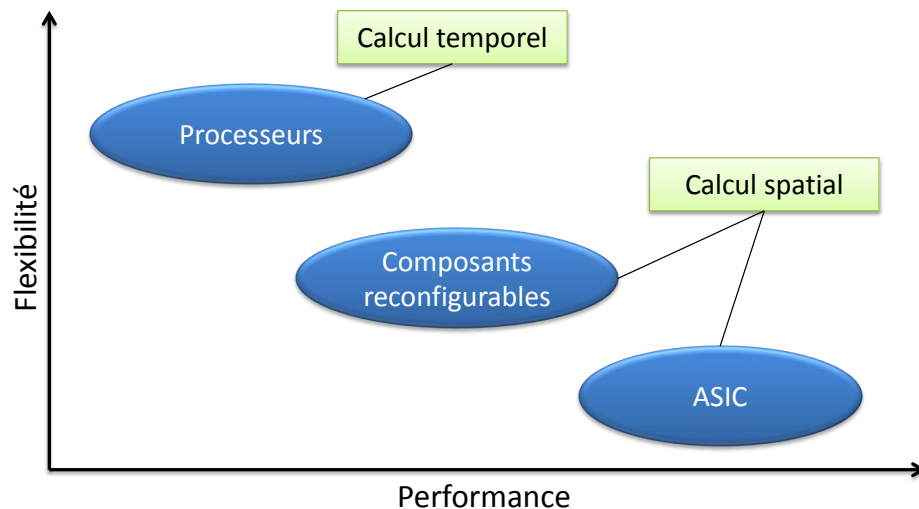 Calcul temporel
Processeurs
Calcul spatial
Flexibilité
Composants
reconfigurables
ASIC
Performance